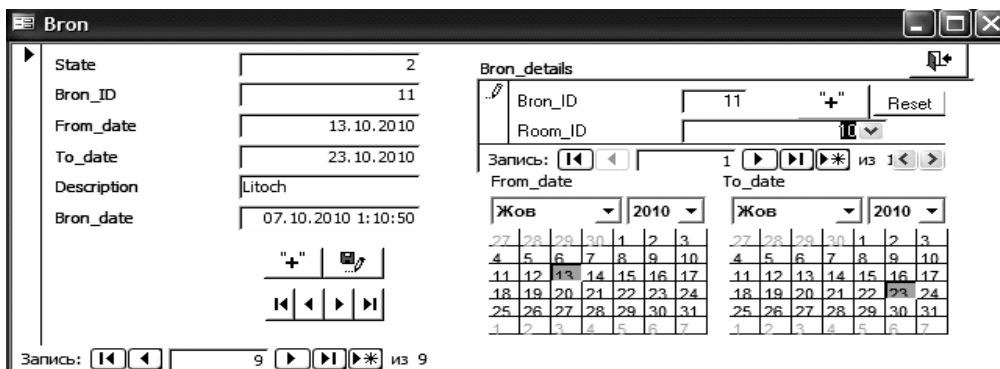 Bron
State 2
Bron_ID 11
From_date 13.10.2010
To_date 23.10.2010
Description Litoch
Bron_date 07.10.2010 1:10:50
"+"
Запись: 9 из 9
Bron_details
Bron_ID 11 "+" Reset
Room_ID 10
Запись: 1 из 1
From_date To_date
Жов 2010 Жов 2010
27 28 29 30 1 2 3 27 28 29 30 1 2 3
4 5 6 7 8 9 10 4 5 6 7 8 9 10
11 12 13 14 15 16 17 11 12 13 14 15 16 17
18 19 20 21 22 23 24 18 19 20 21 22 23 24
25 26 27 28 29 30 31 25 26 27 28 29 30 31
1 2 3 4 5 6 7 1 2 3 4 5 6 7